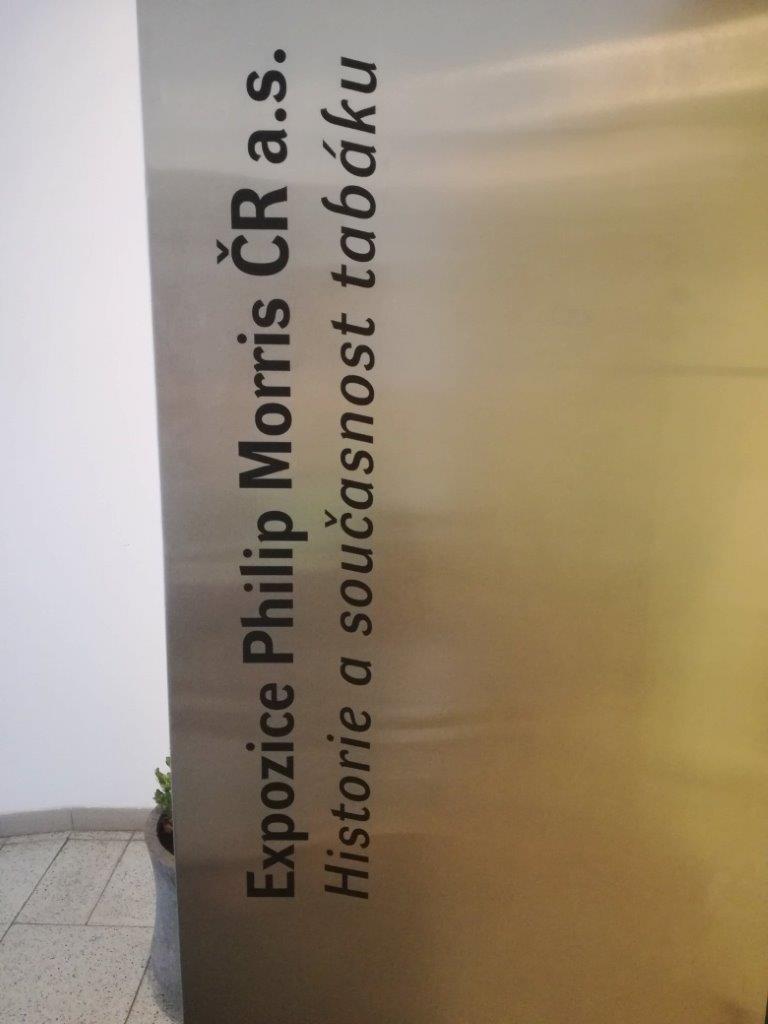 Expozice Philip Morris ČR a.s.
Historie a současnost tabáku